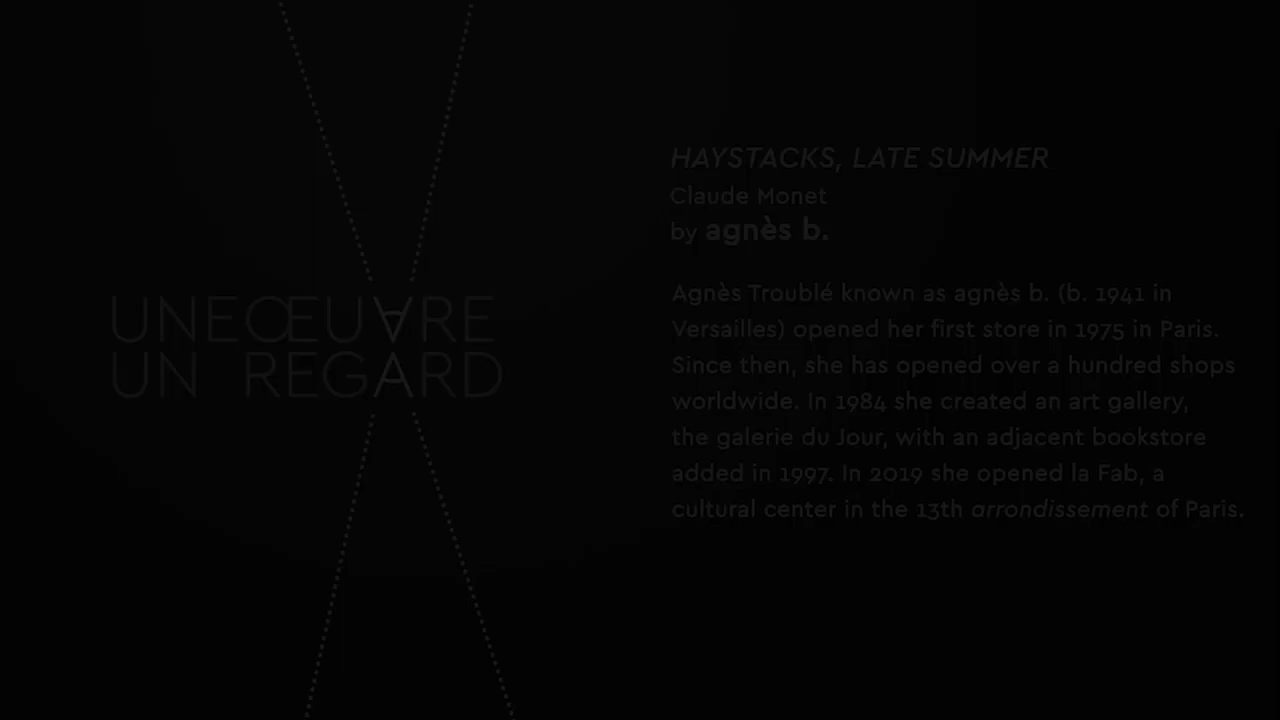 UNE ŒUVRE
UN REGARD
HAYSTACKS, LATE SUMMER
Claude Monet
by agnès b.
Agnès Troublé known as agnès b. (b. 1941 in
Versailles) opened her first store in 1975 in Paris.
Since then, she has opened over a hundred shops
worldwide. In 1984 she created an art gallery,
the galerie du Jour, with an adjacent bookstore
added in 1997. In 2019 she opened la Fab, a
cultural center in the 13th arrondissement of Paris.